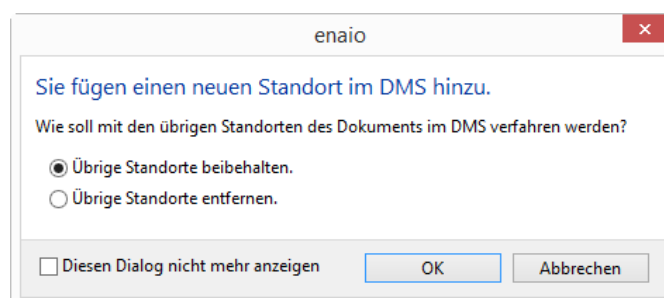 enaio
Sie fügen einen neuen Standort im DMS hinzu.
Wie soll mit den übrigen Standorten des Dokuments im DMS verfahren werden?
Übrige Standorte beibehalten.
Übrige Standorte entfernen.
Diesen Dialog nicht mehr anzeigen
OK
Abbrechen